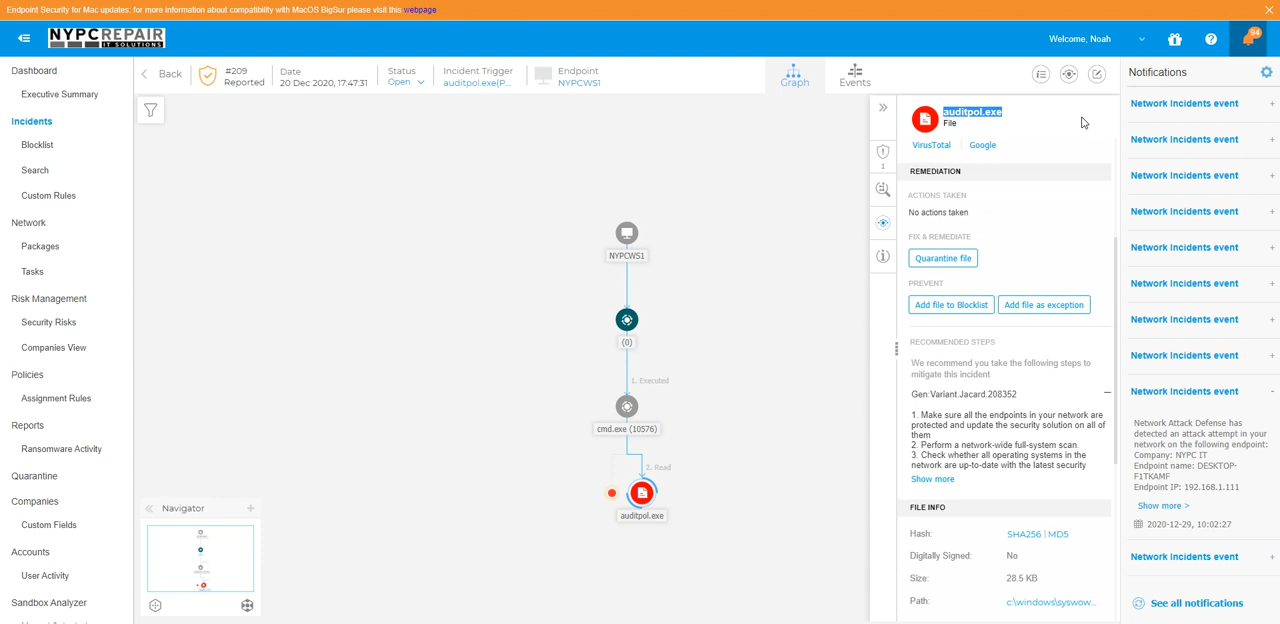 Endpoint Security for Mac updates: for more information about compatibility with MacOS BigSur please visit this webpage
NYPCREPAIR
IT SOLUTIONS
Welcome, Noah
94
Dashboard
Executive Summary
Incidents
Blocklist
Search
Custom Rules
Network
Packages
Tasks
Risk Management
Security Risks
Companies View
Policies
Assignment Rules
Reports
Ransomware Activity
Quarantine
Companies
Custom Fields
Accounts
User Activity
Sandbox Analyzer
Back
#209
Reported
Date
20 Dec 2020, 17:47:31
Status
Open
Incident Trigger
auditpol.exe(P...
Endpoint
NYPCWS1
Graph
Events
NYPCWS1
(0)
1. Executed
cmd.exe (10576)
2. Read
auditpol.exe
Navigator
1
auditpol.exe
File
VirusTotal
Google
REMEDIATION
ACTIONS TAKEN
No actions taken
FIX & REMEDIATE
Quarantine file
PREVENT
Add file to Blocklist
Add file as exception
RECOMMENDED STEPS
We recommend you take the following steps to
mitigate this incident
Gen:Variant.Jacard.208352
1. Make sure all the endpoints in your network are
protected and update the security solution on all of
them
2. Perform a network-wide full-system scan.
3. Check whether all operating systems in the
network are up-to-date with the latest security
Show more
FILE INFO
Hash: SHA256 | MD5
Digitally Signed: No
Size: 28.5 KB
Path: c:\windows\syswow...
Notifications
Network Incidents event
Network Incidents event
Network Incidents event
Network Incidents event
Network Incidents event
Network Incidents event
Network Incidents event
Network Incidents event
Network Incidents event
Network Attack Defense has
detected an attack attempt in your
network on the following endpoint:
Company: NYPC IT
Endpoint name: DESKTOP-
F1TKAMF
Endpoint IP: 192.168.1.111
Show more >
2020-12-29, 10:02:27
Network Incidents event
See all notifications